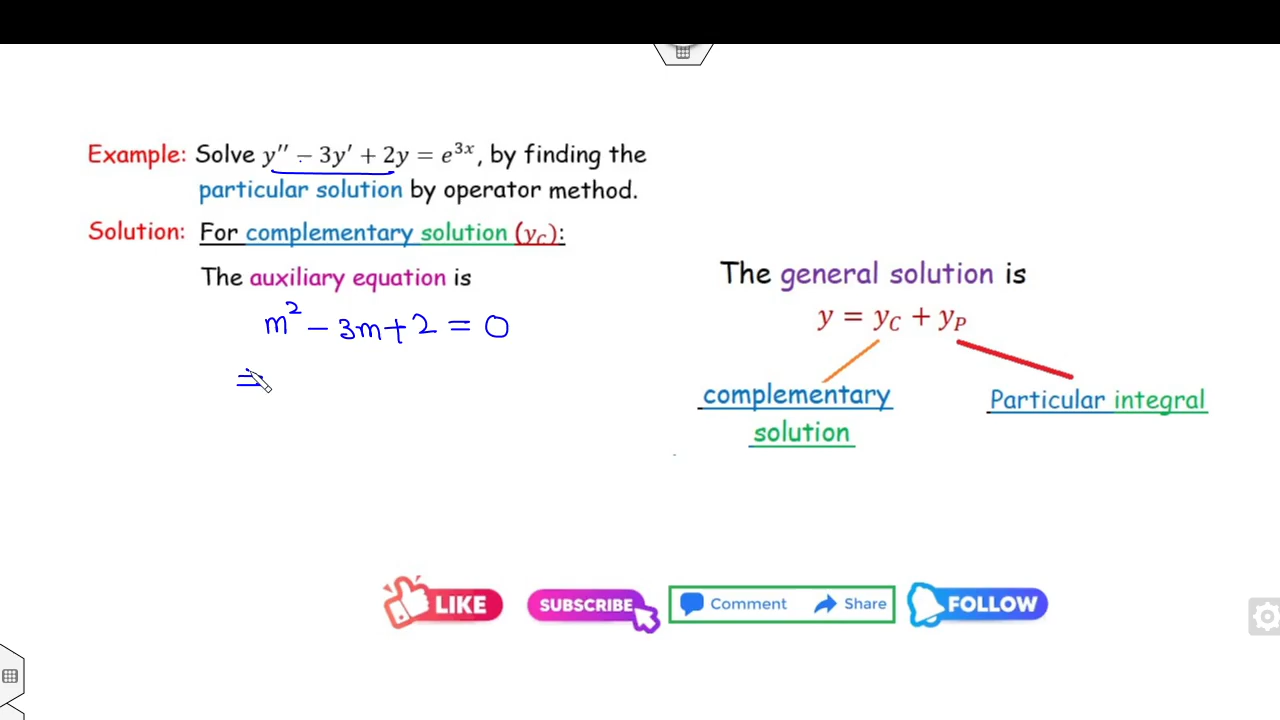 Example: Solve y″ − 3y′ + 2y = e³ˣ, by finding the
particular solution by operator method.
Solution: For complementary solution (y_C):
The auxiliary equation is
m² − 3m + 2 = 0
⇒
The general solution is
y = y_C + y_P
complementary
solution
Particular integral
LIKE
SUBSCRIBE
Comment
Share
FOLLOW